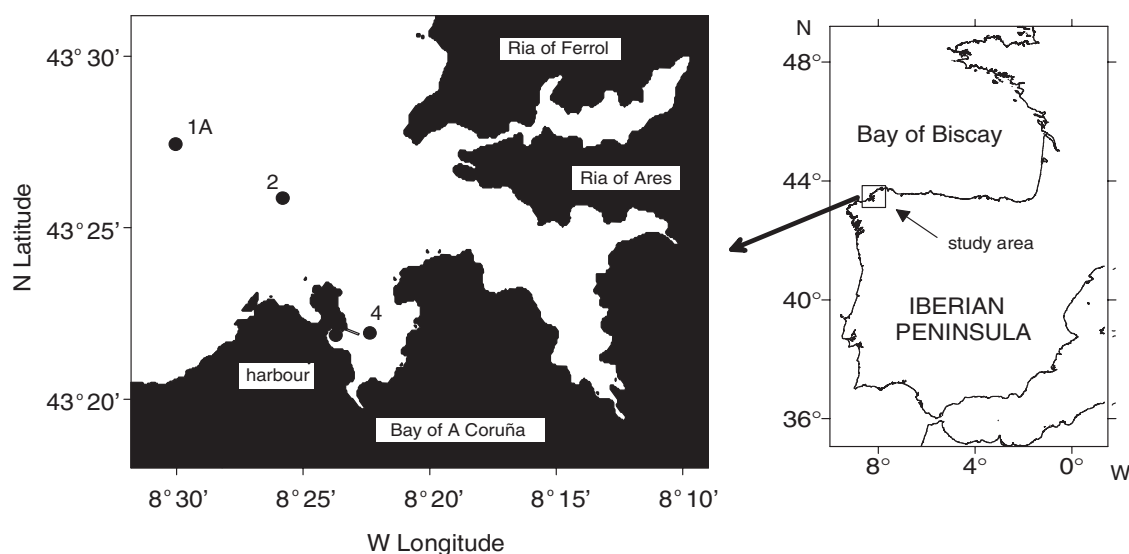 Ria of Ferrol
43°30'
1A
Ria of Ares
2
43°25'
N Latitude
4
harbour
43°20'
Bay of A Coruña
8°30'
8°25'
8°20'
8°15'
8°10'
W Longitude
N
48°
Bay of Biscay
44°
study area
40°
IBERIAN
PENINSULA
36°
8°
4°
0°
W